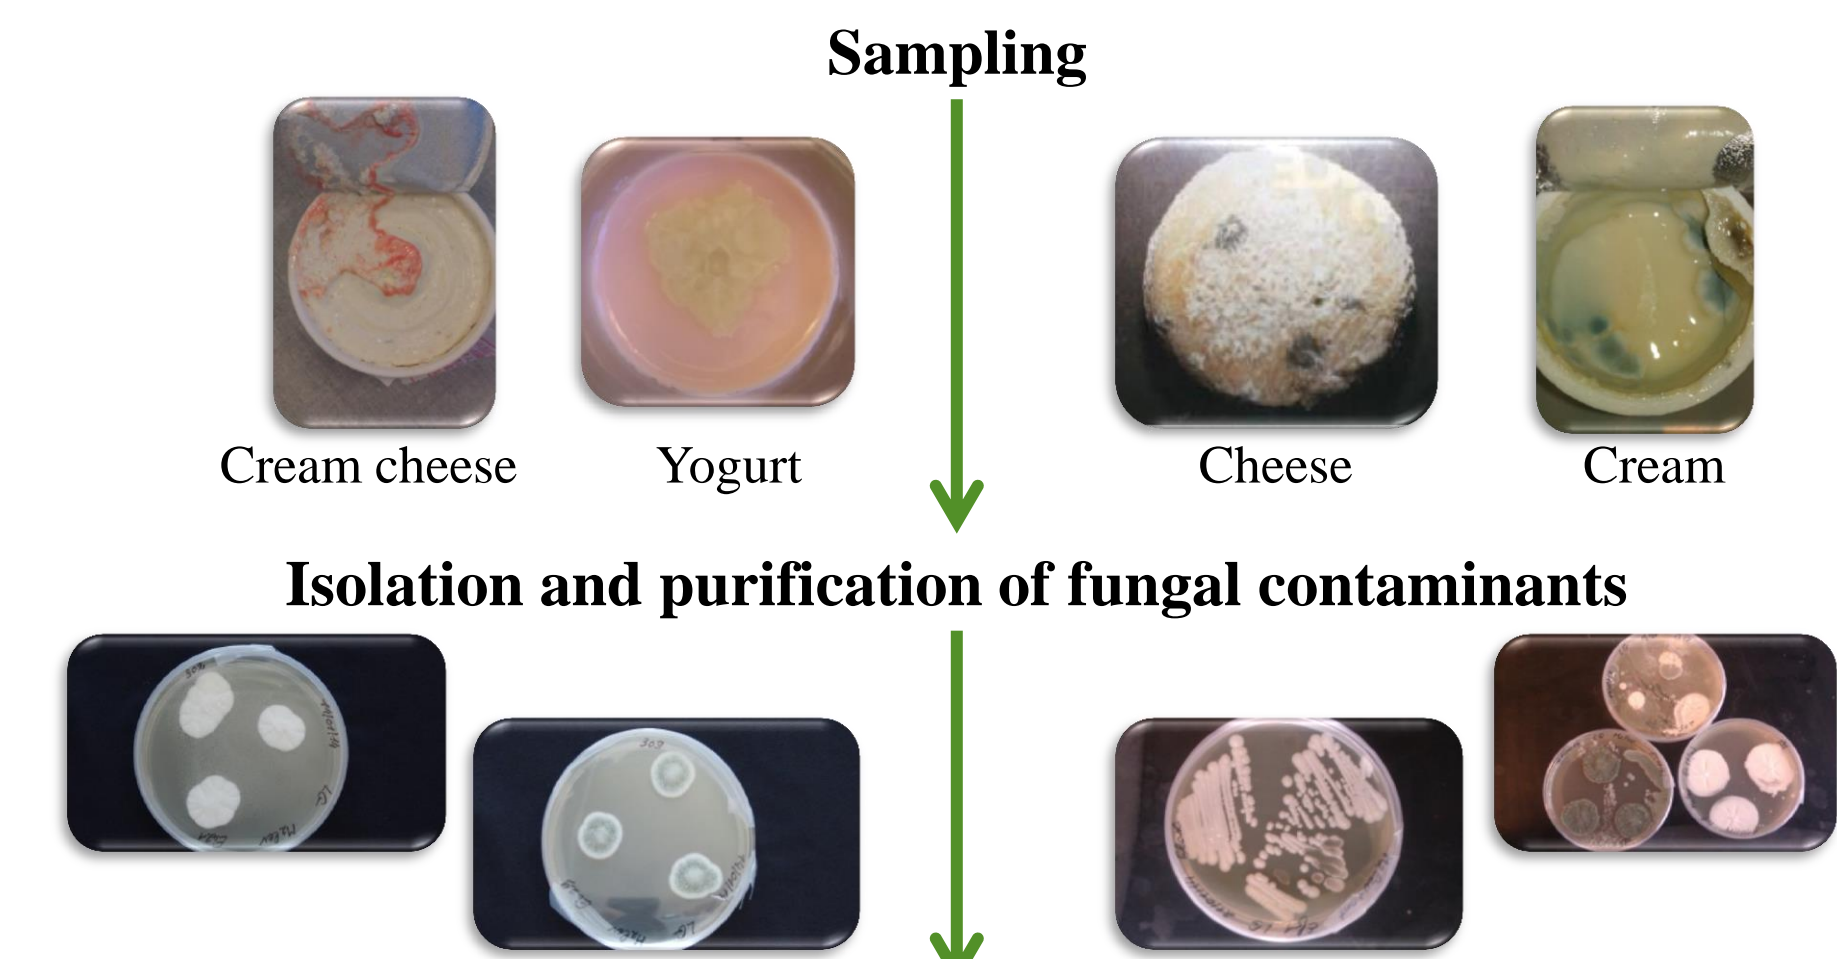 Sampling
Cream cheese
Yogurt
Cheese
Cream
Isolation and purification of fungal contaminants